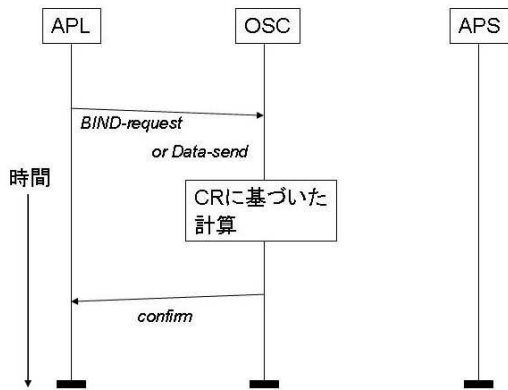 APL
OSC
APS
BIND-request
or Data-send
時間
CRに基づいた
計算
confirm